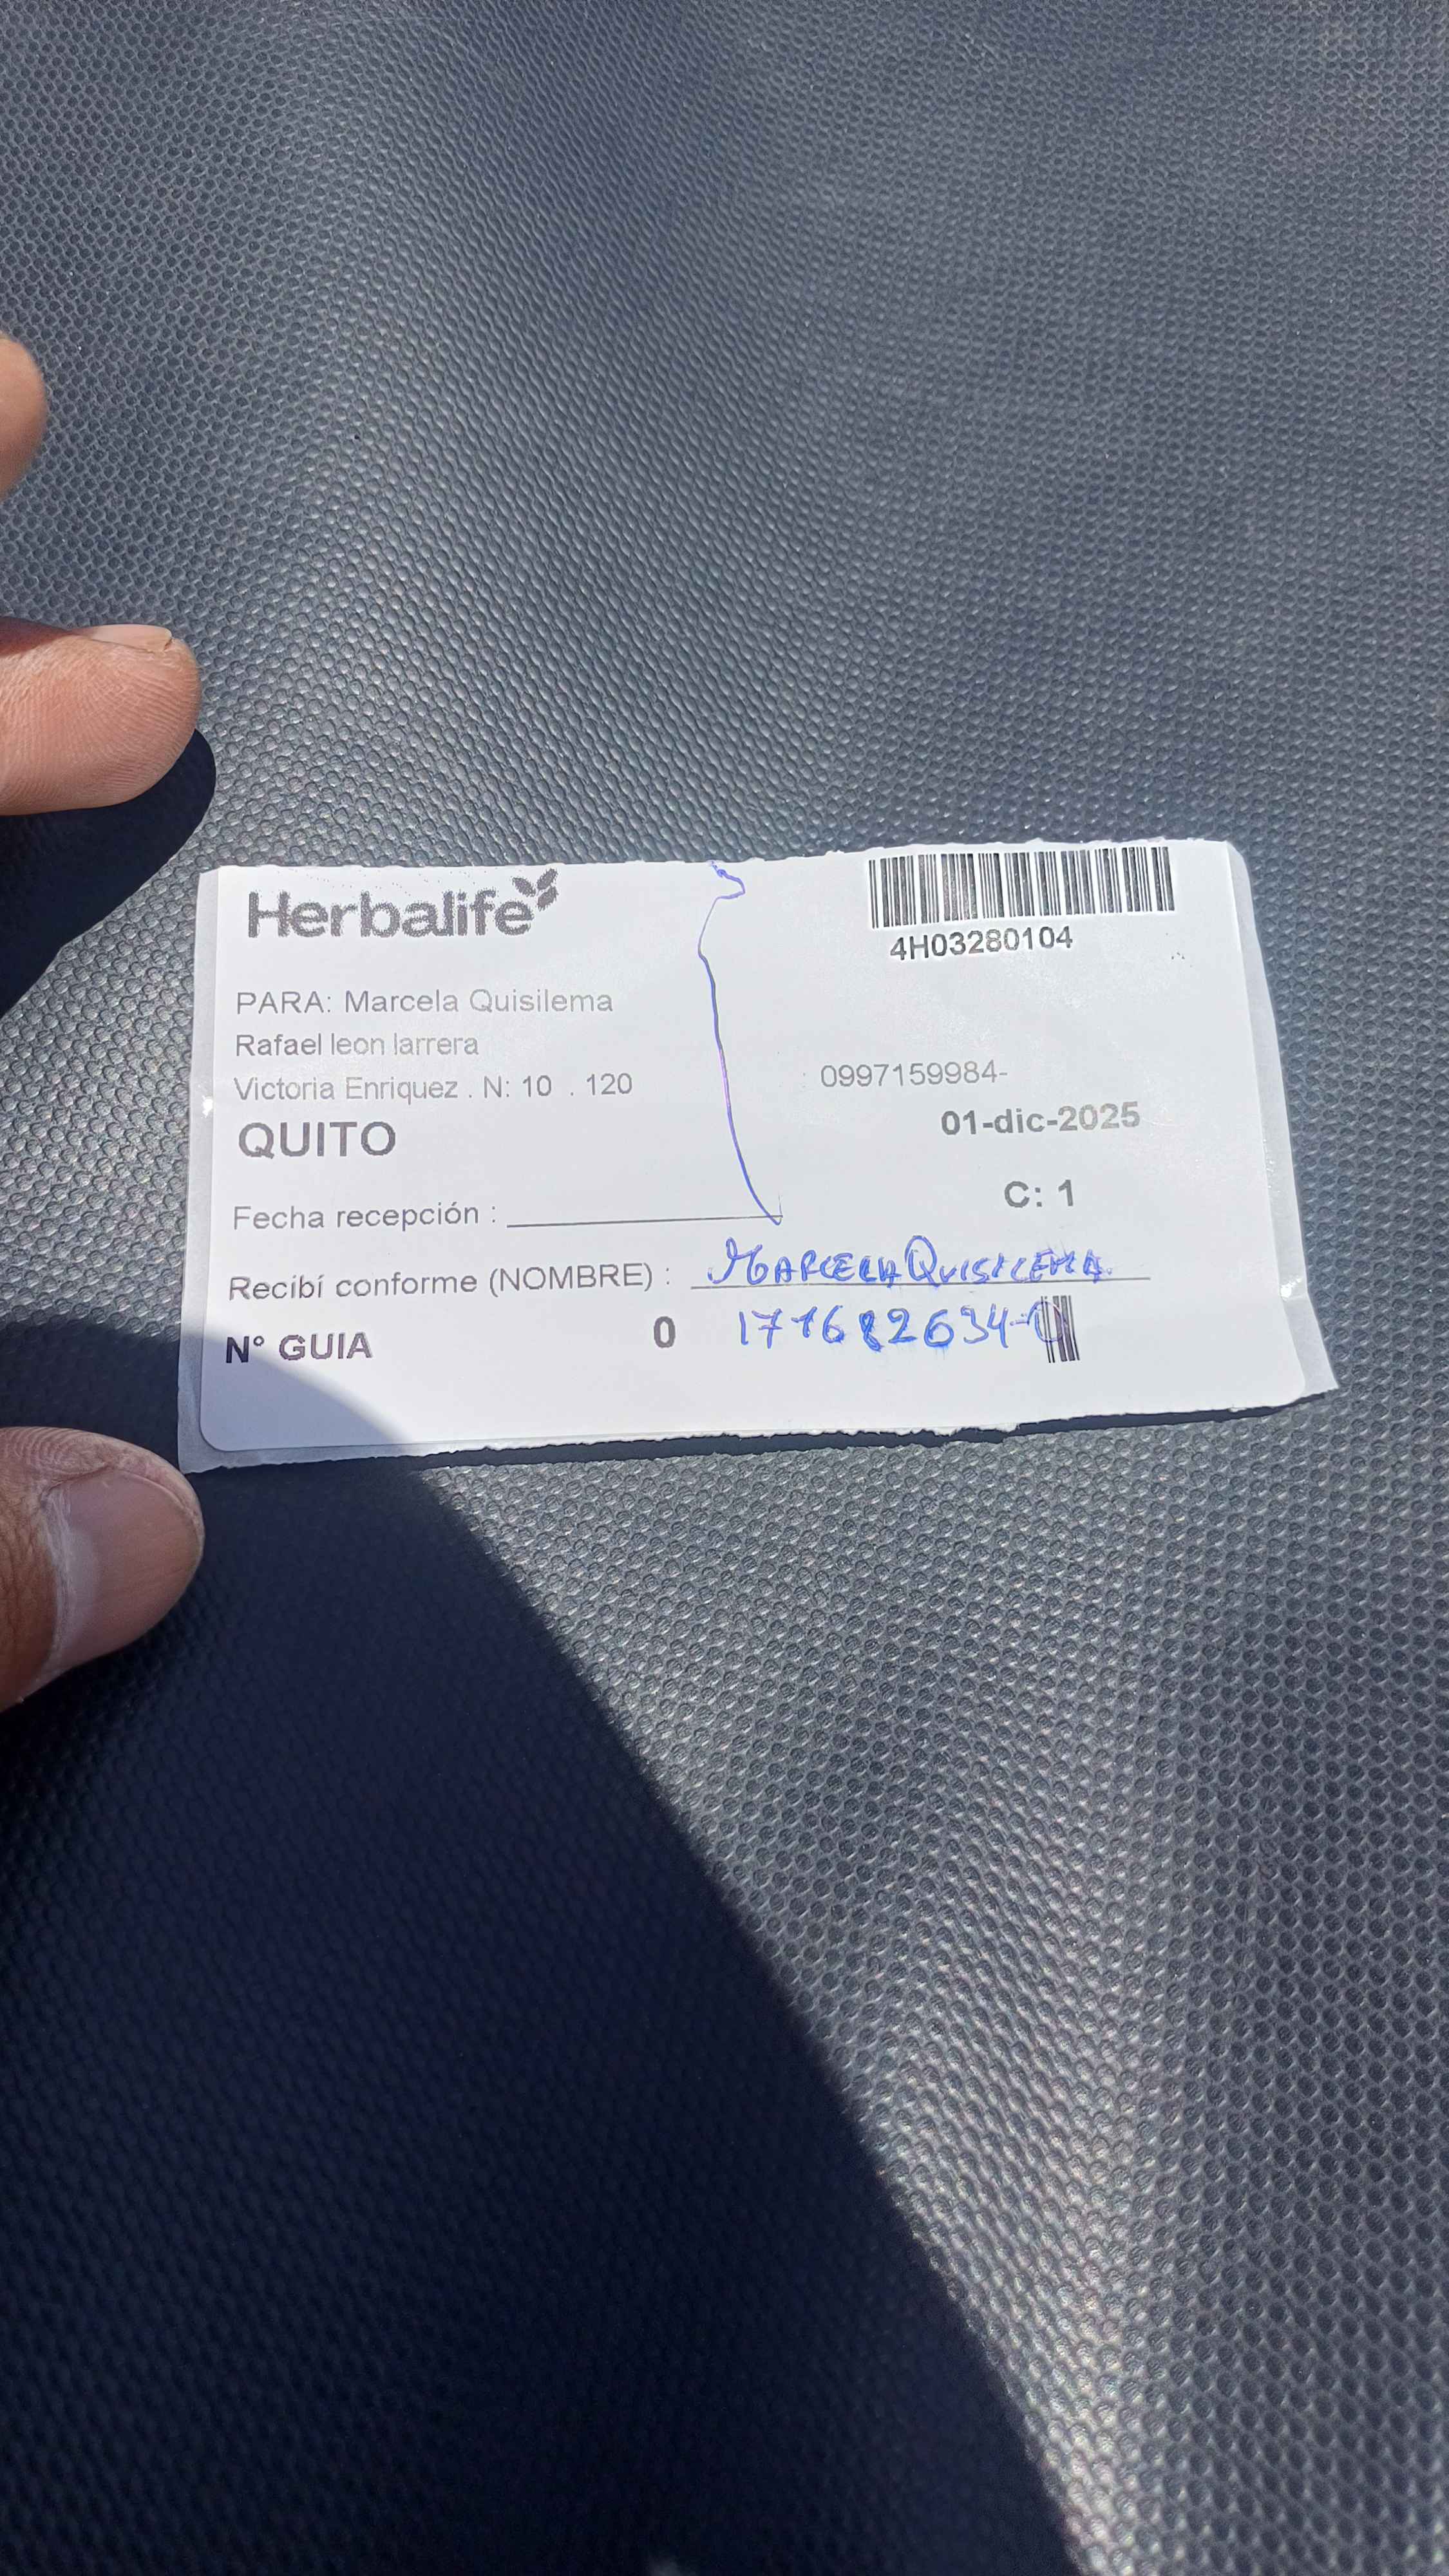 Herbalife
4H03280104
PARA: Marcela Quisilema
Rafael leon larrera
Victoria Enriquez . N: 10 . 120
0997159984-
QUITO
01-dic-2025
C: 1
Fecha recepción :
Recibí conforme (NOMBRE) : MARCELA QUISILEMA.
N° GUIA 0